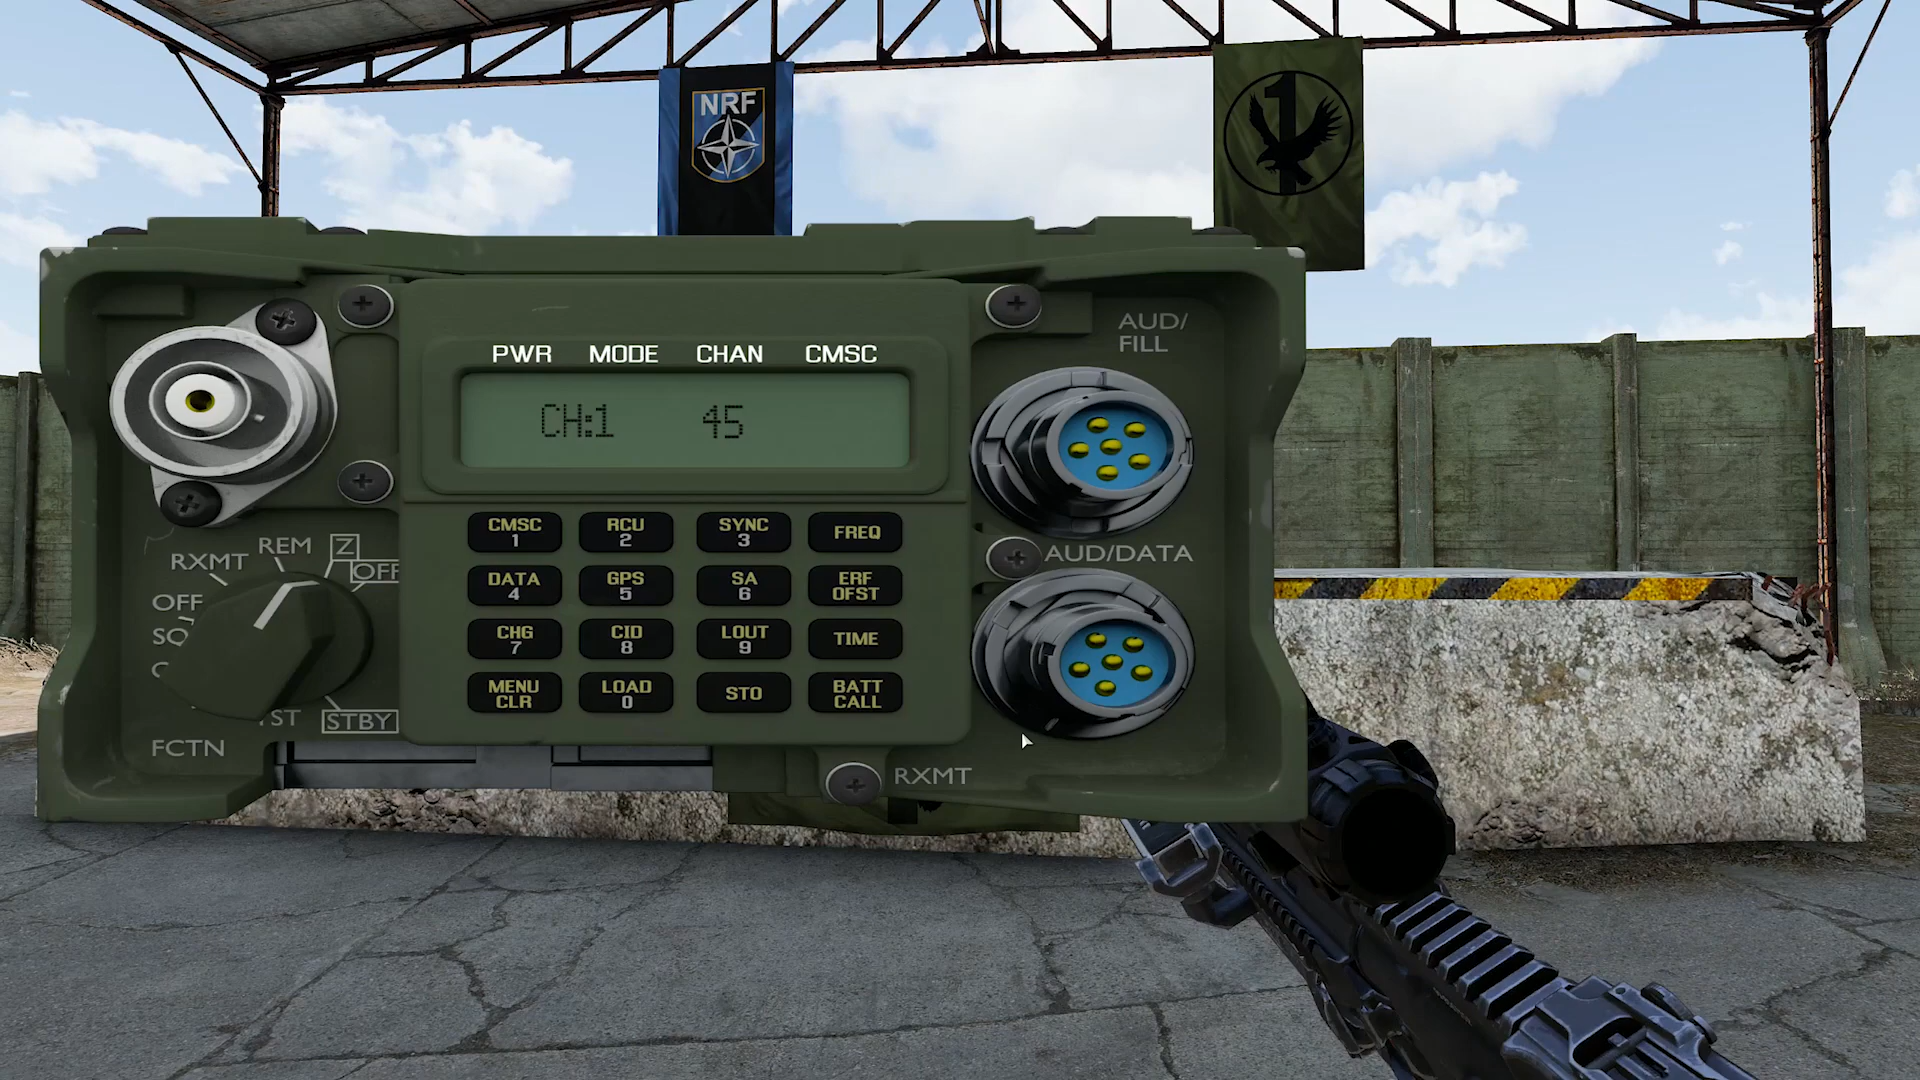 NRF
1
AUD/
FILL
PWR MODE CHAN CMSC
CH:1 45
CMSC
1
RCU
2
SYNC
3
FREQ
DATA
4
GPS
5
SA
6
ERF
OFST
CHG
7
CID
8
LOUT
9
TIME
MENU
CLR
LOAD
0
STO
BATT
CALL
REM
Z
RXMT
OFF
OFF
STBY
FCTN
AUD/DATA
RXMT